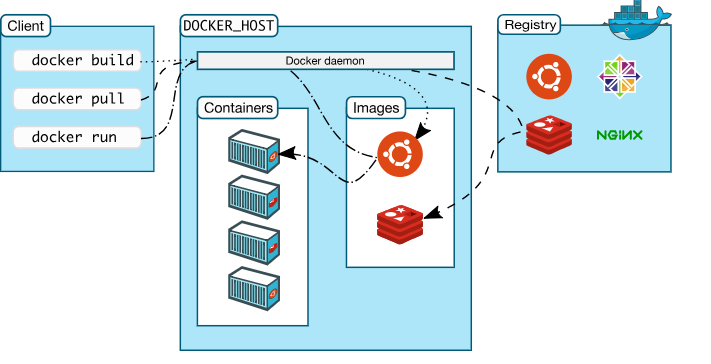 Client
docker build
docker pull
docker run
DOCKER_HOST
Docker daemon
Containers
Images
Registry
NGINX